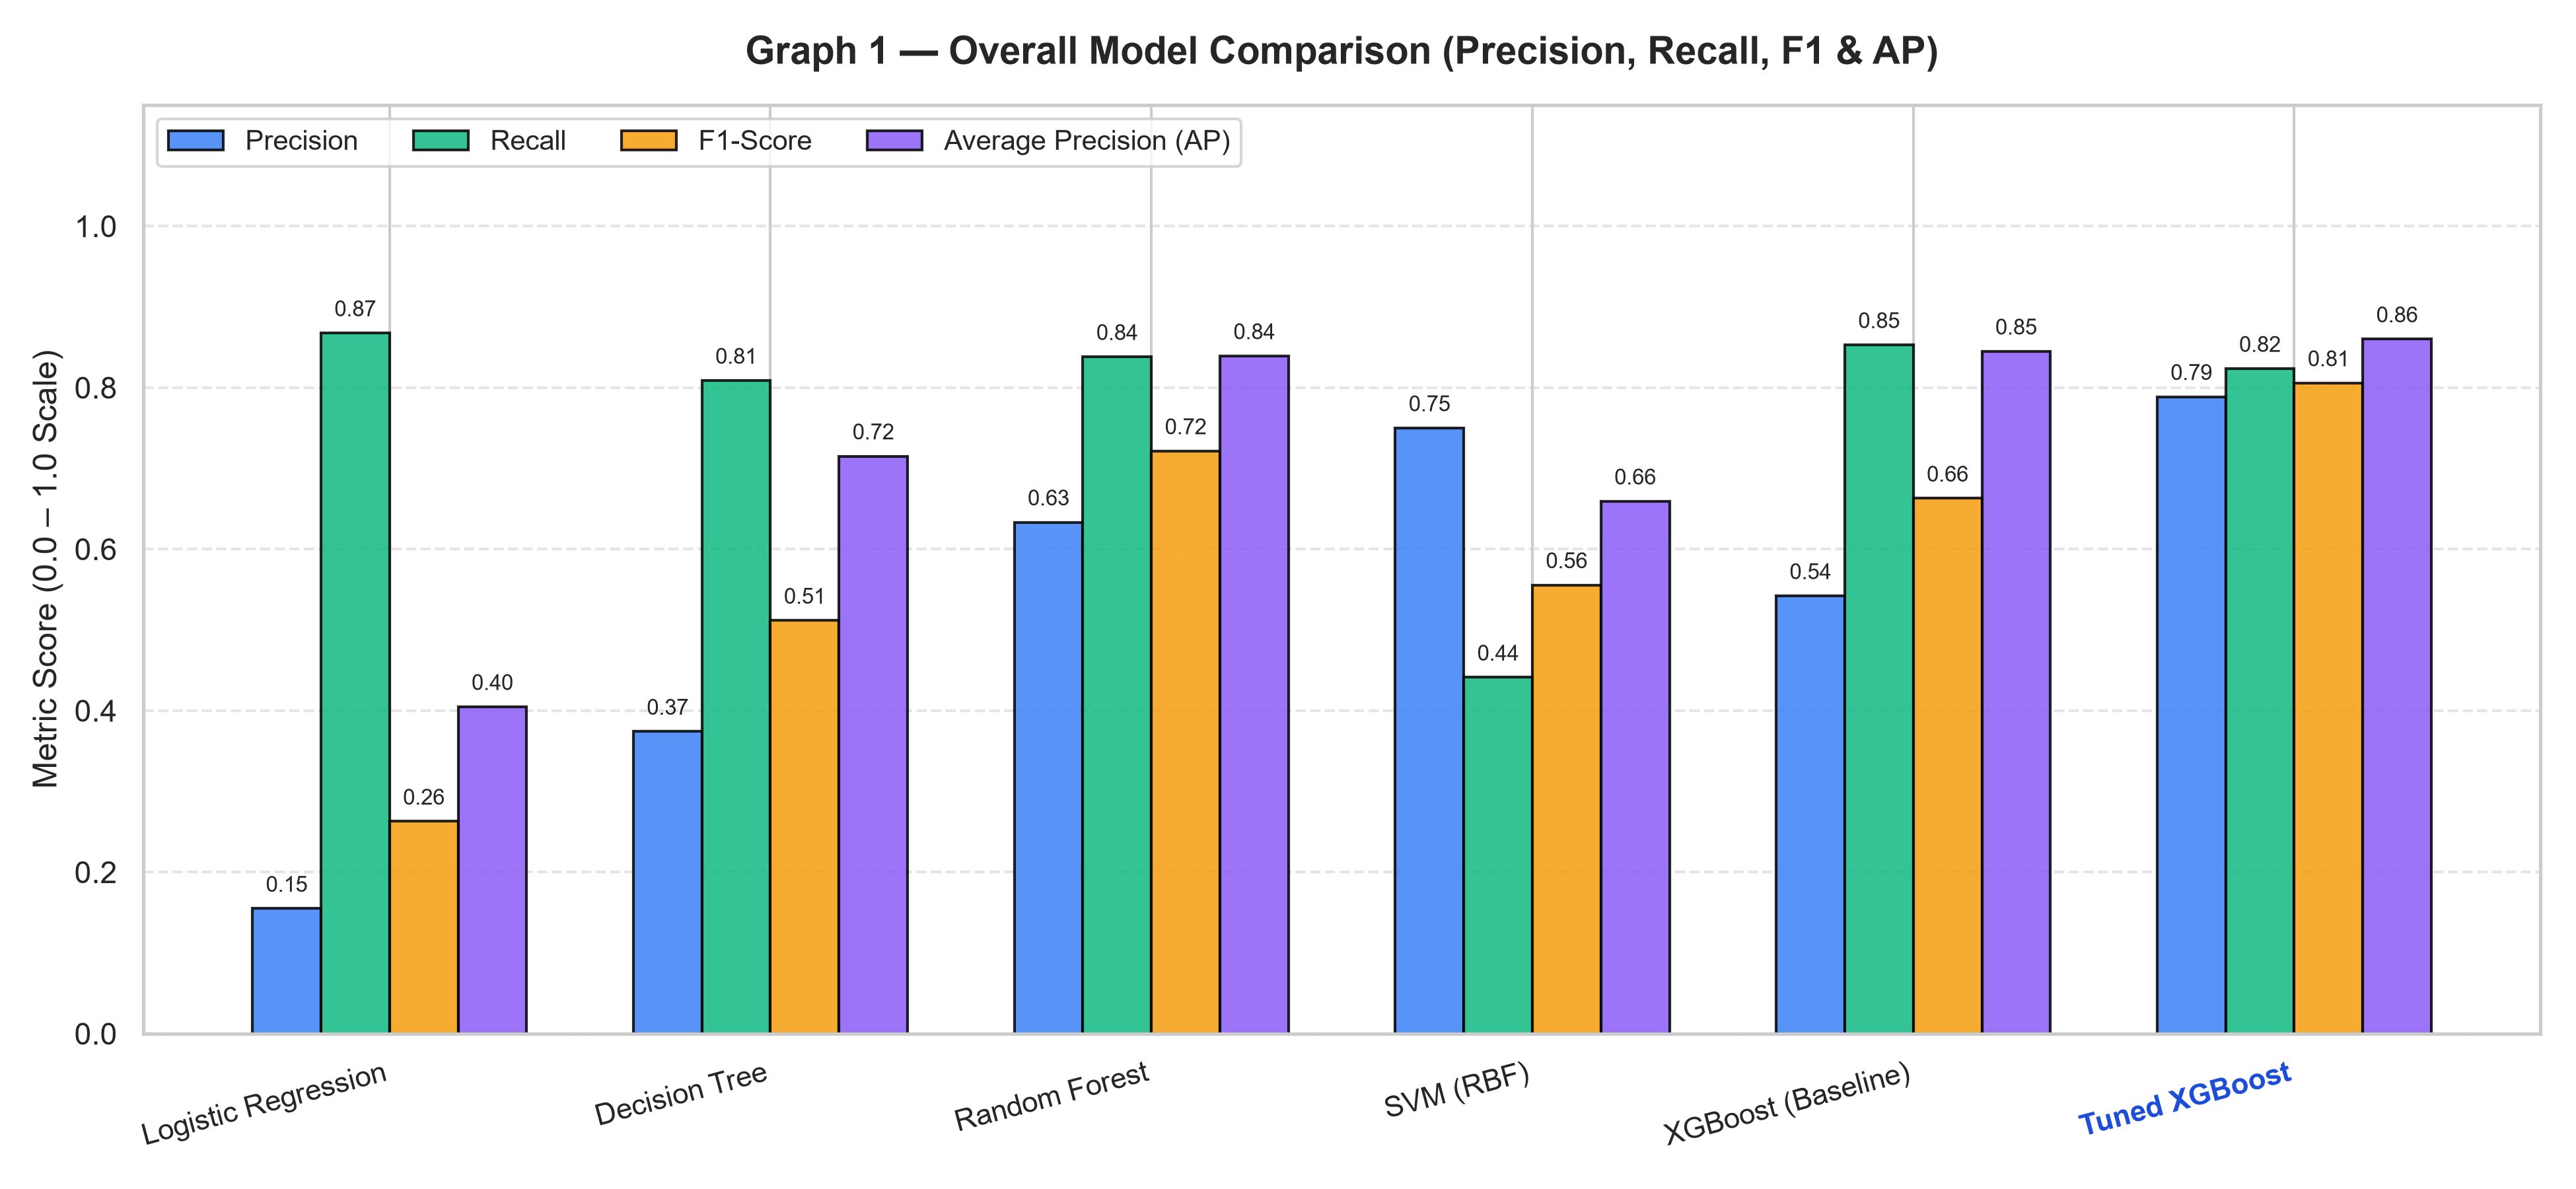 Graph 1 — Overall Model Comparison (Precision, Recall, F1 & AP)
Precision Recall F1-Score Average Precision (AP)
Metric Score (0.0 – 1.0 Scale)
1.0
0.8
0.6
0.4
0.2
0.0
0.15 0.87 0.26 0.40
0.37 0.81 0.51 0.72
0.63 0.84 0.72 0.84
0.75 0.44 0.56 0.66
0.54 0.85 0.66 0.85
0.79 0.82 0.81 0.86
Logistic Regression
Decision Tree
Random Forest
SVM (RBF)
XGBoost (Baseline)
Tuned XGBoost